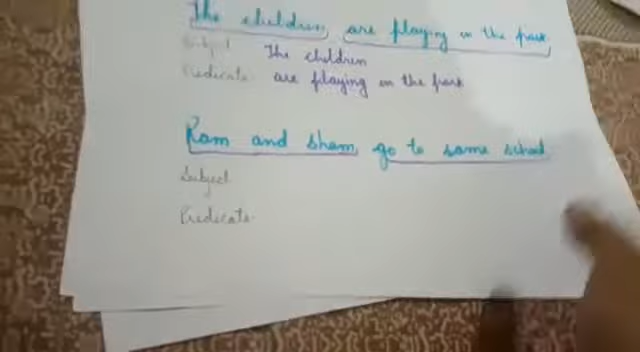 The children are playing in the park
Subject The children
Predicate are playing in the park
Ram and Sham go to same school
Subject
Predicate